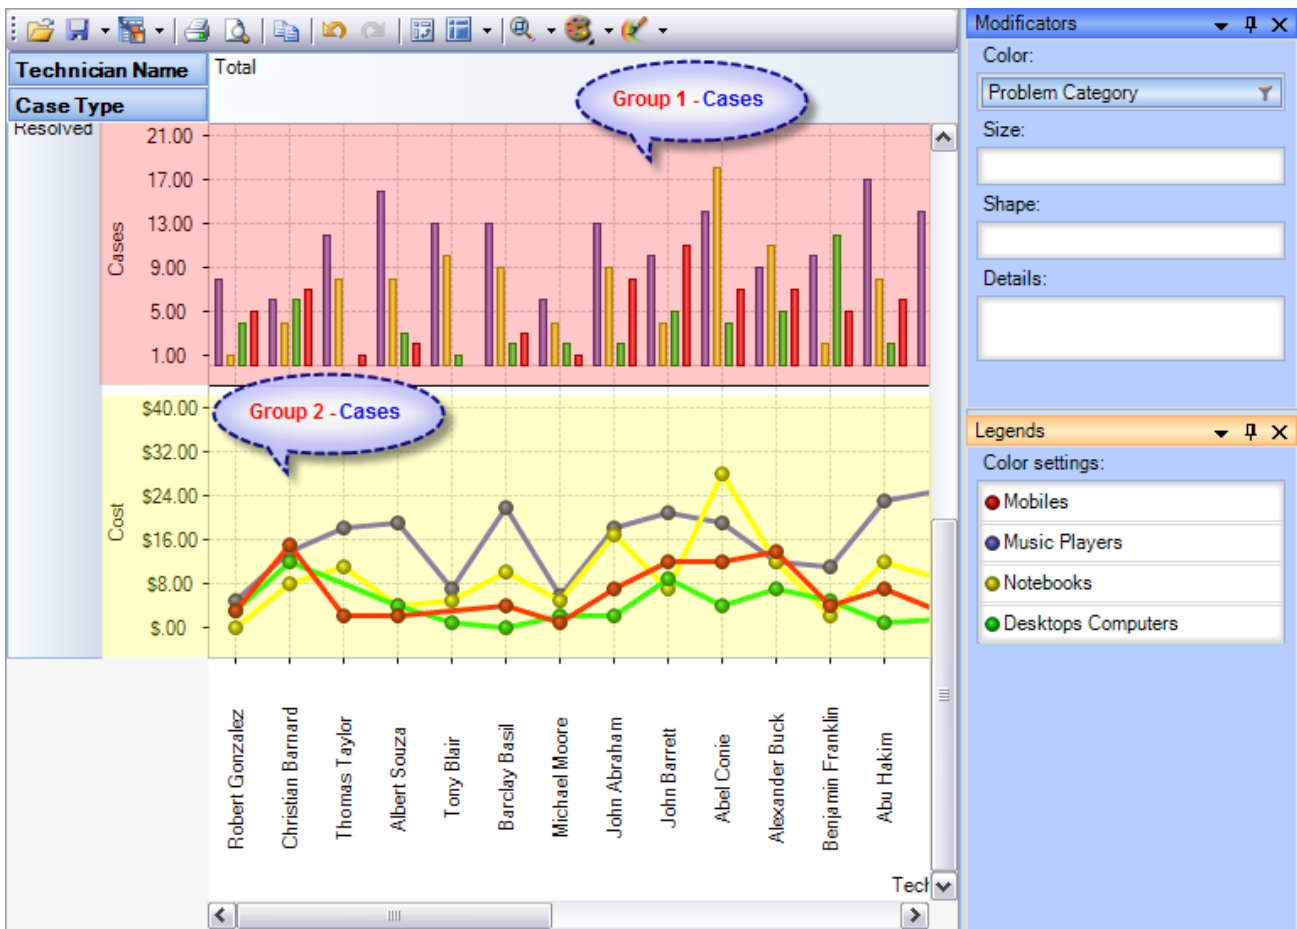 Modificators
Color:
Problem Category
Size:
Shape:
Details:
Technician Name
Total
Case Type
Resolved
Group 1 - Cases
Cases
21.00
17.00
13.00
9.00
5.00
1.00
Group 2 - Cases
Cost
$40.00
$32.00
$24.00
$16.00
$8.00
$.00
Legends
Color settings:
Mobiles
Music Players
Notebooks
Desktops Computers
Robert Gonzalez
Christian Barnard
Thomas Taylor
Albert Souza
Tony Blair
Barclay Basil
Michael Moore
John Abraham
John Barrett
Abel Conie
Alexander Buck
Benjamin Franklin
Abu Hakim
Tech